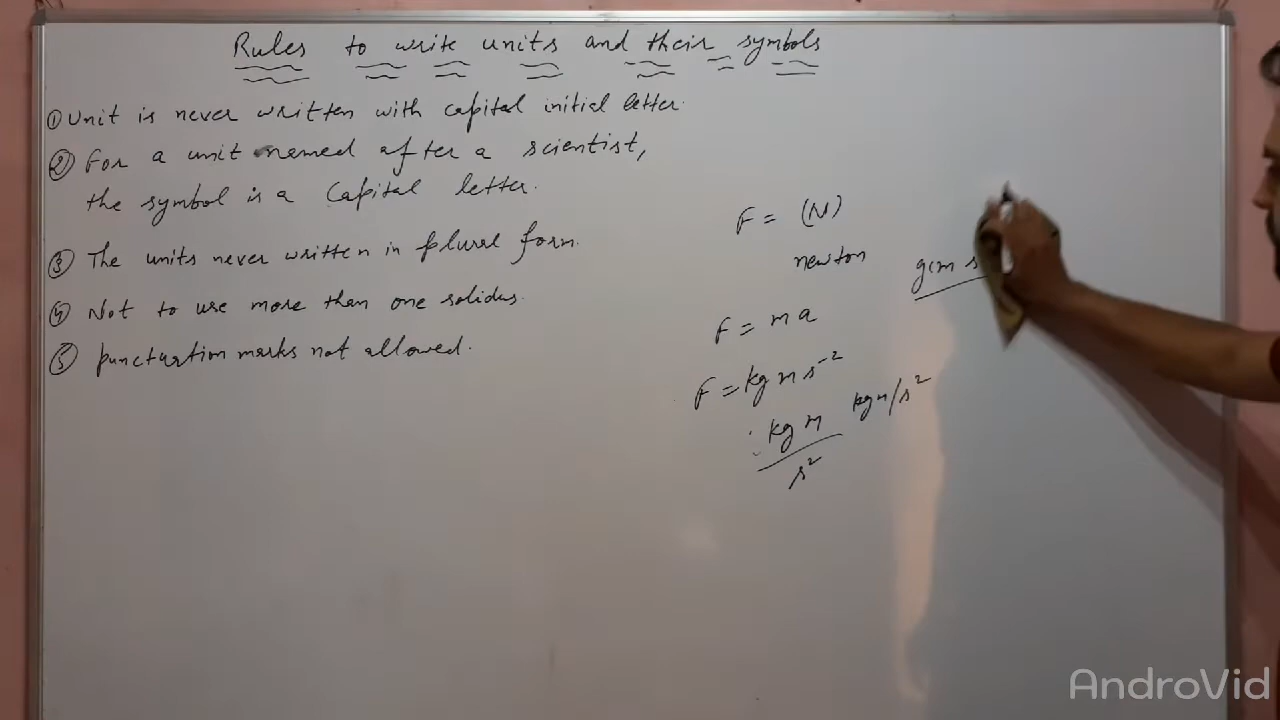 Rules to write units and their symbols
① Unit is never written with capital initial letter.
② For a unit named after a scientist,
the symbol is a Capital letter.
③ The units never written in plural form.
④ Not to use more than one solidus.
⑤ punctuation marks not allowed.
F = (N)
newton
gcm s
F = ma
F = kg m s⁻²
kg m
s²
kgm/s²
AndroVid